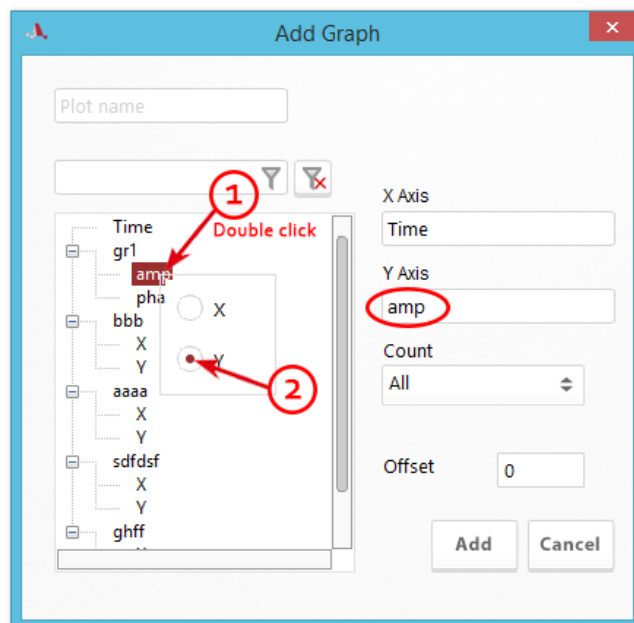 Add Graph
Plot name
1
Double click
Time
gr1
amp
pha
bbb
X
Y
aaaa
X
Y
sdfdsf
X
Y
ghff
X
Y
2
X Axis
Time
Y Axis
amp
Count
All
Offset
0
Add
Cancel